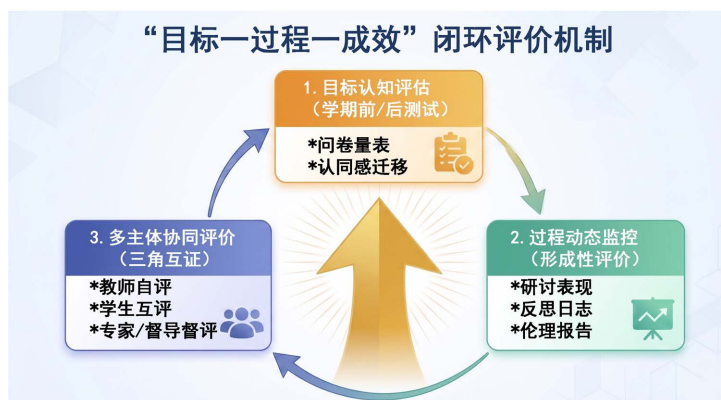 “目标一过程一成效”闭环评价机制
1. 目标认知评估
（学期前/后测试）
*问卷量表
*认同感迁移
2. 过程动态监控
（形成性评价）
*研讨表现
*反思日志
*伦理报告
3. 多主体协同评价
（三角互证）
*教师自评
*学生互评
*专家/督导督评